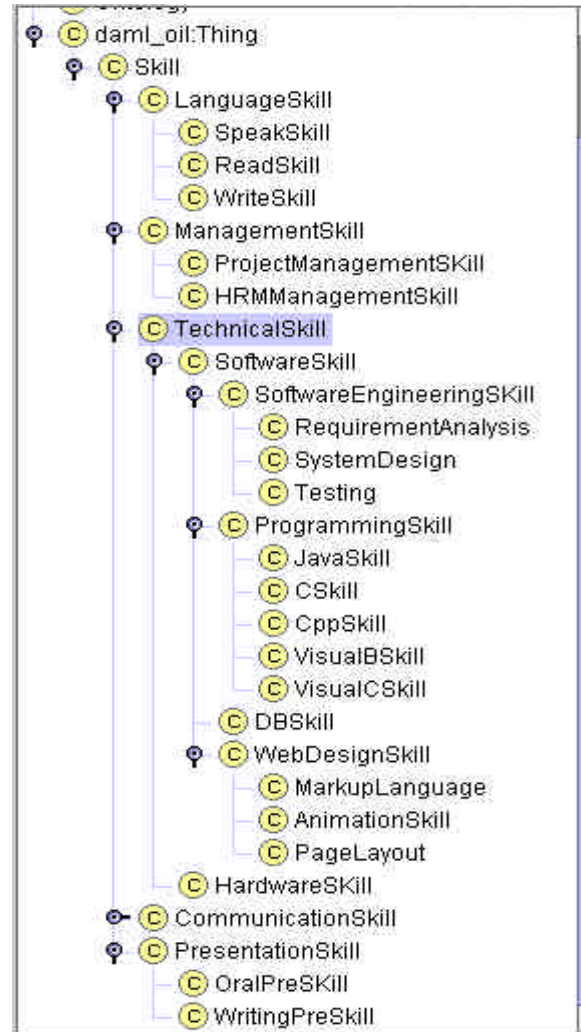 daml_oil:Thing
Skill
LanguageSkill
SpeakSkill
ReadSkill
WriteSkill
ManagementSkill
ProjectManagementSKill
HRMManagementSkill
TechnicalSkill
SoftwareSkill
SoftwareEngineeringSKill
RequirementAnalysis
SystemDesign
Testing
ProgrammingSkill
JavaSkill
CSkill
CppSkill
VisualBSkill
VisualCSkill
DBSkill
WebDesignSkill
MarkupLanguage
AnimationSkill
PageLayout
HardwareSKill
CommunicationSkill
PresentationSkill
OralPreSKill
WritingPreSkill